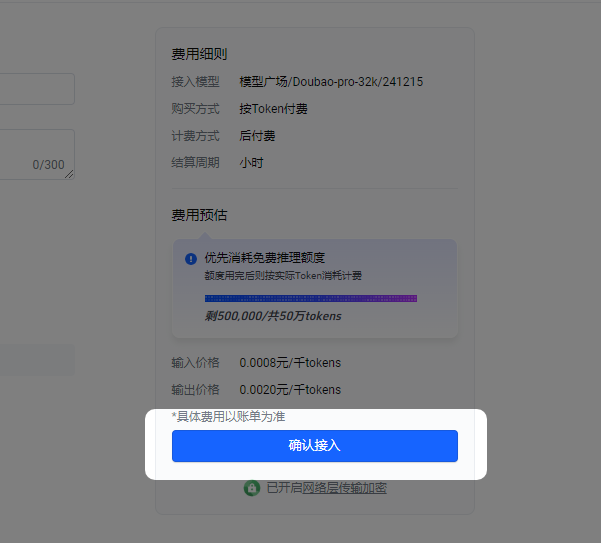 0/300
费用细则
接入模型 模型广场/Doubao-pro-32k/241215
购买方式 按Token付费
计费方式 后付费
结算周期 小时
费用预估
优先消耗免费推理额度
额度用完后则按实际Token消耗计费
剩500,000/共50万tokens
输入价格 0.0008元/千tokens
输出价格 0.0020元/千tokens
*具体费用以账单为准
确认接入
已开启网络层传输加密